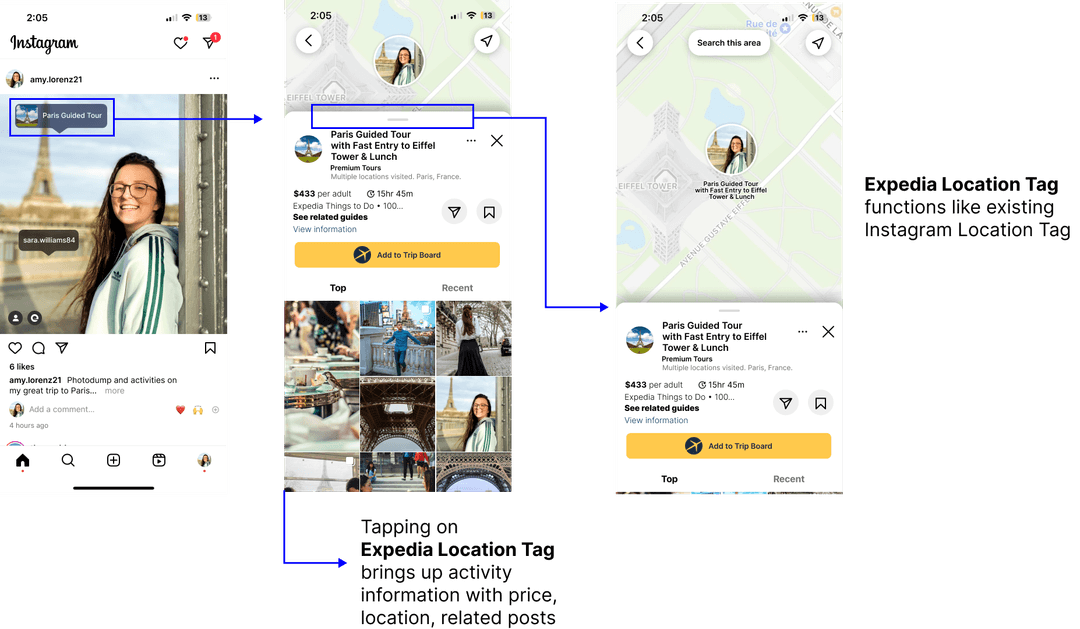 2:05
13
Instagram
1
amy.lorenz21
Paris Guided Tour
sara.williams84
6 likes
amy.lorenz21 Photodump and activities on
my great trip to Paris... more
Add a comment...
4 hours ago
2:05
13
EIFFEL TOWER
Paris Guided Tour
with Fast Entry to Eiffel
Tower & Lunch
Premium Tours
Multiple locations visited. Paris, France.
$433 per adult 15hr 45m
Expedia Things to Do • 100...
See related guides
View information
Add to Trip Board
Top Recent
Tapping on
Expedia Location Tag
brings up activity
information with price,
location, related posts
2:05
13
Rue de
Search this area
EIFFEL TOWER
Paris Guided Tour
with Fast Entry to Eiffel
Tower & Lunch
AVENUE GUSTAVE EIFFEL
Paris Guided Tour
with Fast Entry to Eiffel
Tower & Lunch
Premium Tours
Multiple locations visited. Paris, France.
$433 per adult 15hr 45m
Expedia Things to Do • 100...
See related guides
View information
Add to Trip Board
Top Recent
Expedia Location Tag
functions like existing
Instagram Location Tag